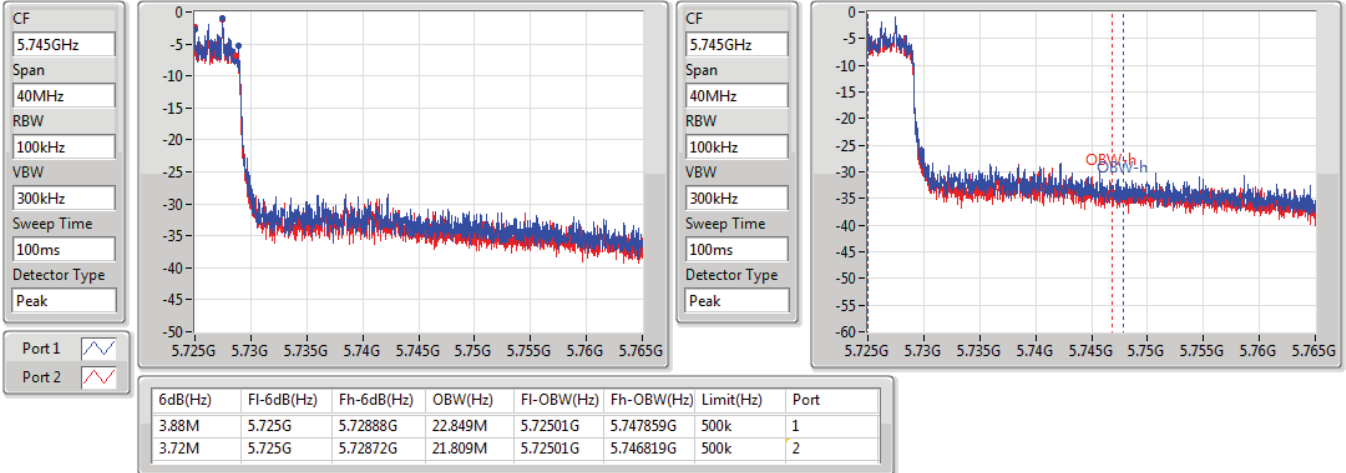 CF
5.745GHz
Span
40MHz
RBW
100kHz
VBW
300kHz
Sweep Time
100ms
Detector Type
Peak
Port 1
Port 2
0
-5
-10
-15
-20
-25
-30
-35
-40
-45
-50
5.725G 5.73G 5.735G 5.74G 5.745G 5.75G 5.755G 5.76G 5.765G
CF
5.745GHz
Span
40MHz
RBW
100kHz
VBW
300kHz
Sweep Time
100ms
Detector Type
Peak
0
-5
-10
-15
-20
-25
-30
-35
-40
-45
-50
-55
-60
OBW-h
OBW-h
5.725G 5.73G 5.735G 5.74G 5.745G 5.75G 5.755G 5.76G 5.765G
6dB(Hz) Fl-6dB(Hz) Fh-6dB(Hz) OBW(Hz) Fl-OBW(Hz) Fh-OBW(Hz) Limit(Hz) Port
3.88M 5.725G 5.72888G 22.849M 5.72501G 5.747859G 500k 1
3.72M 5.725G 5.72872G 21.809M 5.72501G 5.746819G 500k 2